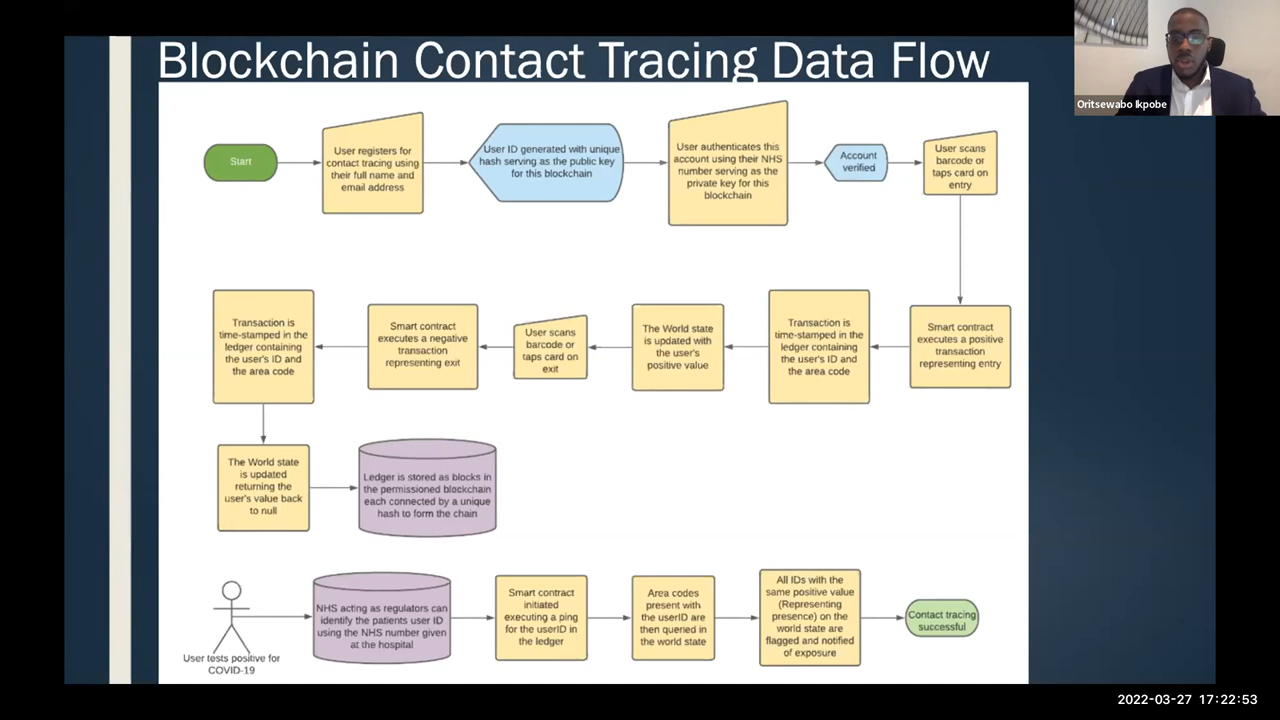 Blockchain Contact Tracing Data Flow
Oritsewabo Ikpobe
Start
User registers for
contact tracing using
their full name and
email address
User ID generated with unique
hash serving as the public key
for this blockchain
User authenticates this
account using their NHS
number serving as the
private key for this
blockchain
Account
verified
User scans
barcode or
taps card on
entry
Smart contract
executes a positive
transaction
representing entry
Transaction is
time-stamped in the
ledger containing
the user's ID and
the area code
The World state
is updated with
the user's
positive value
User scans
barcode or
taps card on
exit
Smart contract
executes a negative
transaction
representing exit
Transaction is
time-stamped in the
ledger containing
the user's ID and
the area code
The World state
is updated
returning the
user's value back
to null
Ledger is stored as blocks in
the permissioned blockchain
each connected by a unique
hash to form the chain
User tests positive for
COVID-19
NHS acting as regulators can
identify the patients user ID
using the NHS number given
at the hospital
Smart contract
initiated
executing a ping
for the userID in
the ledger
Area codes
present with
the userID are
then queried in
the world state
All IDs with the
same positive value
(Representing
presence) on the
world state are
flagged and notified
of exposure
Contact tracing
successful
2022-03-27 17:22:53